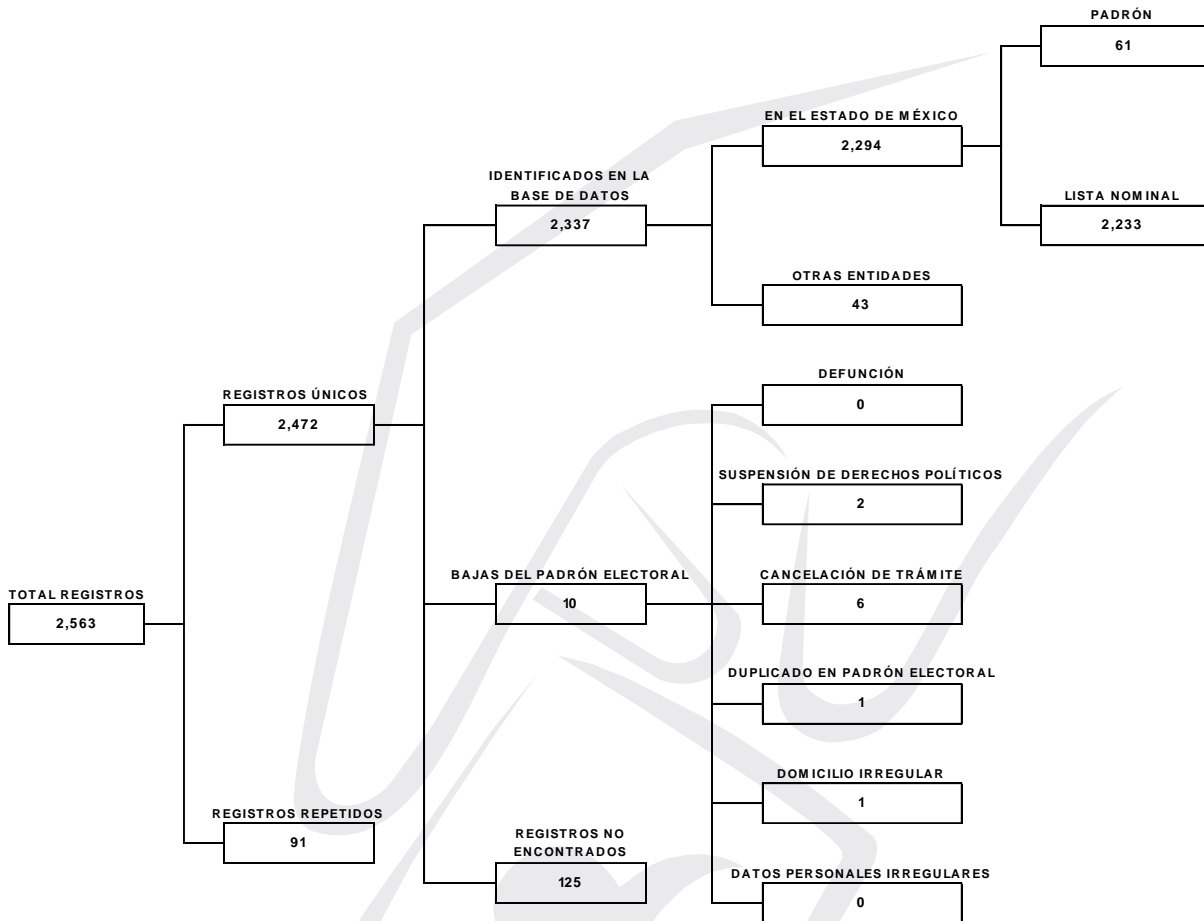 PADRÓN
61
EN EL ESTADO DE MÉXICO
2,294
IDENTIFICADOS EN LA
BASE DE DATOS
2,337
LISTA NOMINAL
2,233
OTRAS ENTIDADES
43
DEFUNCIÓN
0
REGISTROS ÚNICOS
2,472
SUSPENSIÓN DE DERECHOS POLÍTICOS
2
BAJAS DEL PADRÓN ELECTORAL
10
CANCELACIÓN DE TRÁMITE
6
TOTAL REGISTROS
2,563
DUPLICADO EN PADRÓN ELECTORAL
1
DOMICILIO IRREGULAR
1
REGISTROS REPETIDOS
91
REGISTROS NO
ENCONTRADOS
125
DATOS PERSONALES IRREGULARES
0